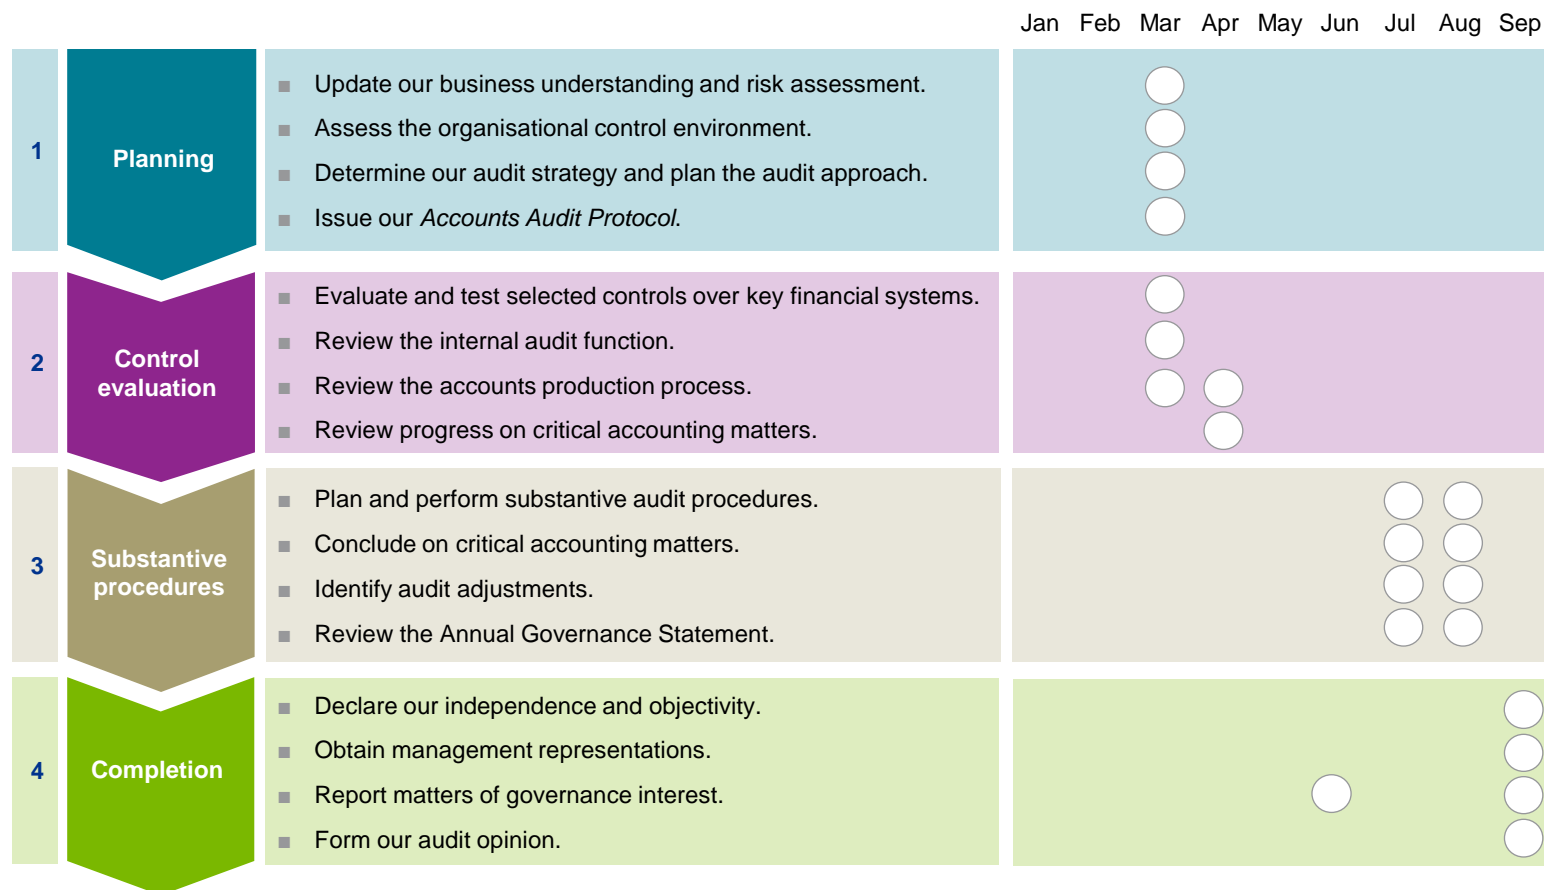 Jan Feb Mar Apr May Jun Jul Aug Sep
1
Planning
Update our business understanding and risk assessment.
Assess the organisational control environment.
Determine our audit strategy and plan the audit approach.
Issue our Accounts Audit Protocol.
2
Control
evaluation
Evaluate and test selected controls over key financial systems.
Review the internal audit function.
Review the accounts production process.
Review progress on critical accounting matters.
3
Substantive
procedures
Plan and perform substantive audit procedures.
Conclude on critical accounting matters.
Identify audit adjustments.
Review the Annual Governance Statement.
4
Completion
Declare our independence and objectivity.
Obtain management representations.
Report matters of governance interest.
Form our audit opinion.